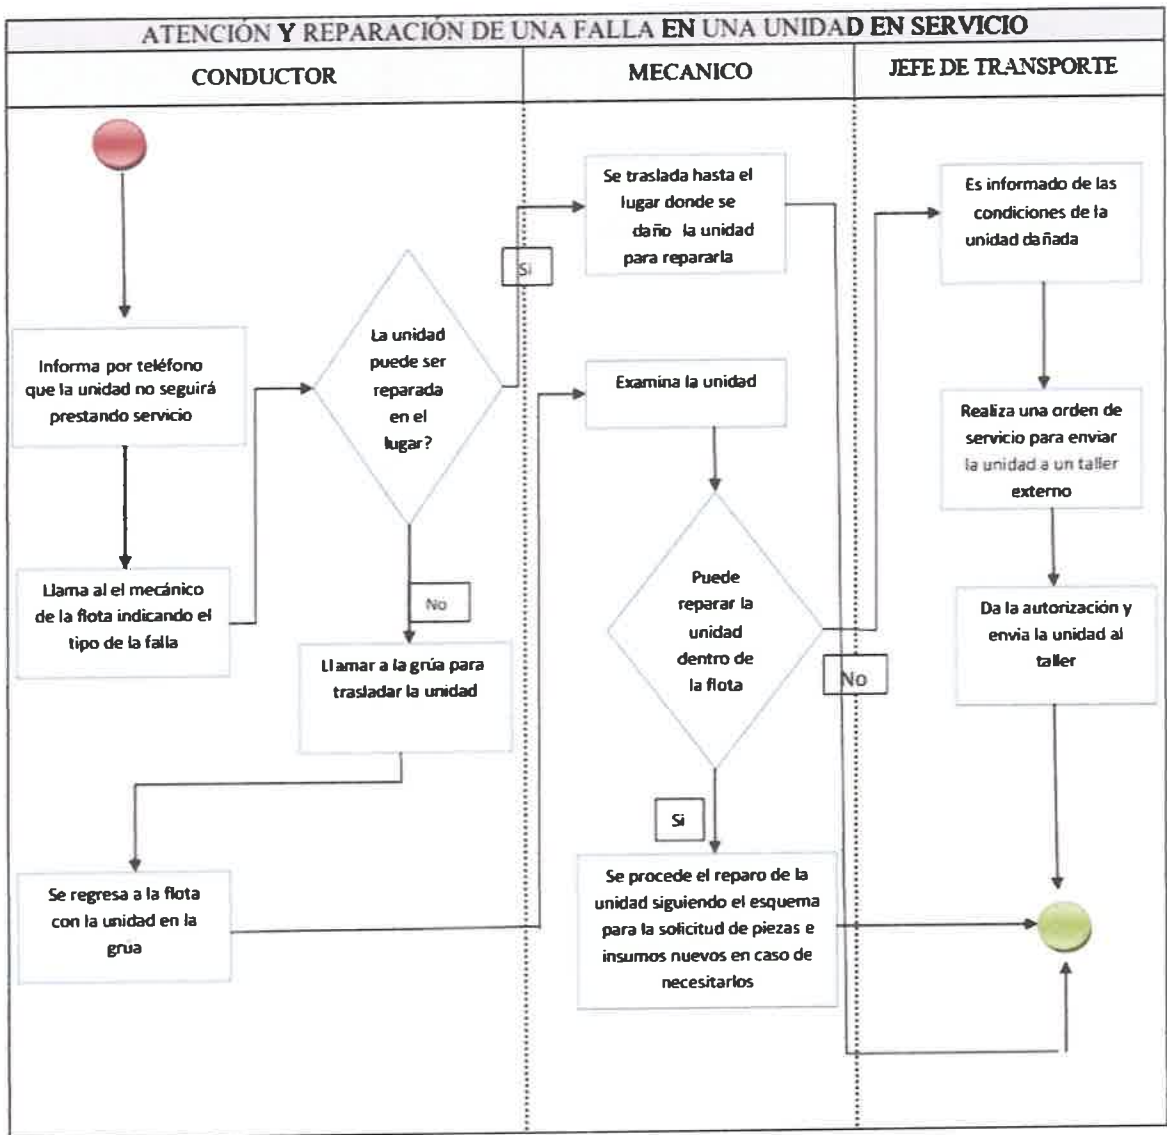 ATENCIÓN Y REPARACIÓN DE UNA FALLA EN UNA UNIDAD EN SERVICIO
CONDUCTOR
MECANICO
JEFE DE TRANSPORTE
Informa por teléfono
que la unidad no seguirá
prestando servicio
Llama al el mecánico
de la flota indicando el
tipo de la falla
La unidad
puede ser
reparada
en el
lugar?
Si
No
Llamar a la grúa para
trasladar la unidad
Se regresa a la flota
con la unidad en la
grúa
Se traslada hasta el
lugar donde se
daño la unidad
para repararla
Examina la unidad
Puede
reparar la
unidad
dentro de
la flota
No
Si
Se procede el reparo de la
unidad siguiendo el esquema
para la solicitud de piezas e
insumos nuevos en caso de
necesitarlos
Es informado de las
condiciones de la
unidad dañada
Realiza una orden de
servicio para enviar
la unidad a un taller
externo
Da la autorización y
envia la unidad al
taller